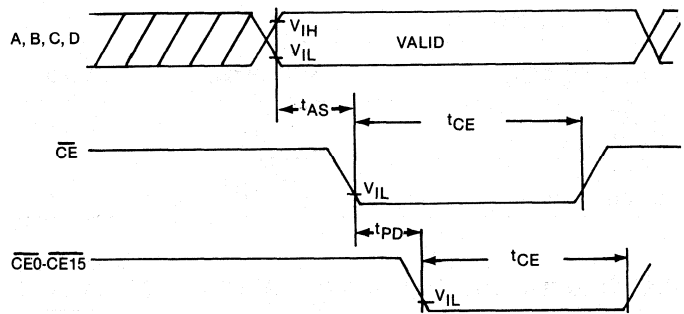 A, B, C, D
VIH
VIL
VALID
tAS
tCE
CE
VIL
tPD
CE0-CE15
tCE
VIL